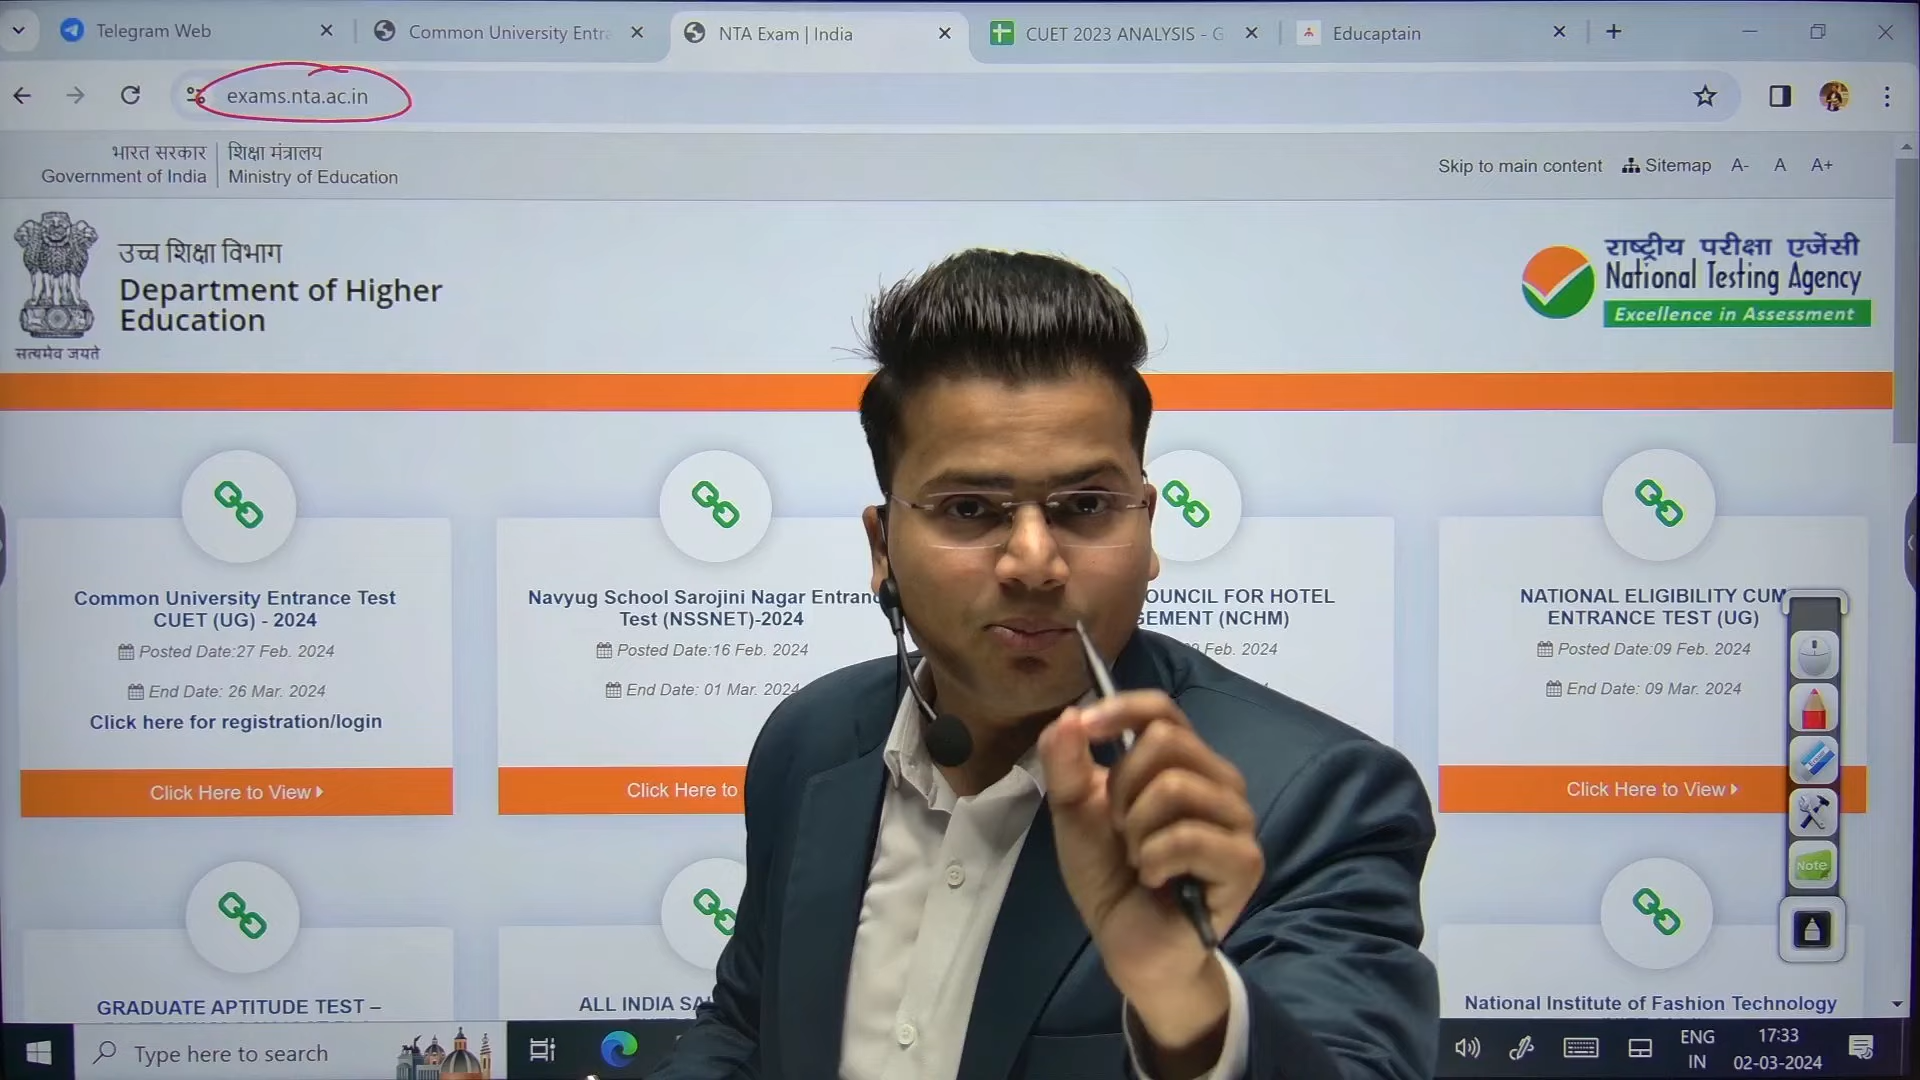 Telegram Web
Common University Entra
NTA Exam | India
CUET 2023 ANALYSIS - G
Educaptain
exams.nta.ac.in
भारत सरकार
Government of India
शिक्षा मंत्रालय
Ministry of Education
Skip to main content
Sitemap
A-
A
A+
सत्यमेव जयते
उच्च शिक्षा विभाग
Department of Higher
Education
राष्ट्रीय परीक्षा एजेंसी
National Testing Agency
Excellence in Assessment
Common University Entrance Test
CUET (UG) - 2024
Posted Date:27 Feb. 2024
End Date: 26 Mar. 2024
Click here for registration/login
Click Here to View
Navyug School Sarojini Nagar Entranc
Test (NSSNET)-2024
Posted Date:16 Feb. 2024
End Date: 01 Mar. 2024
Click Here to
OUNCIL FOR HOTEL
GEMENT (NCHM)
Feb. 2024
NATIONAL ELIGIBILITY CUM
ENTRANCE TEST (UG)
Posted Date:09 Feb. 2024
End Date: 09 Mar. 2024
Click Here to View
Note
GRADUATE APTITUDE TEST –
ALL INDIA SA
National Institute of Fashion Technology
Type here to search
ENG
IN
17:33
02-03-2024